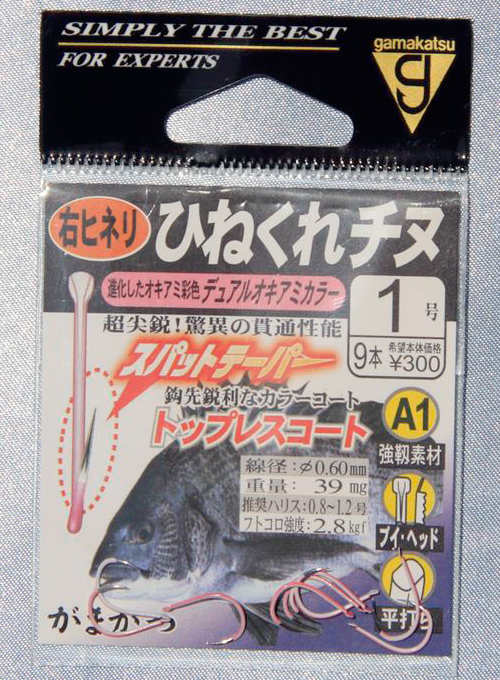 SIMPLY THE BEST
FOR EXPERTS
gamakatsu
右ヒネリ
ひねくれチヌ
進化したオキアミ彩色 デュアルオキアミカラー
1号
超尖鋭!驚異の貫通性能
9本 希望本体価格 ¥300
スパットテーパー
鈎先鋭利なカラーコート
トップレスコート
A1
強靱素材
線径:φ0.60mm
重量: 39 mg
推奨ハリス:0.8~1.2号
フトコロ強度:2.8kgf
ブイ・ヘッド
平打ち
がまかつ